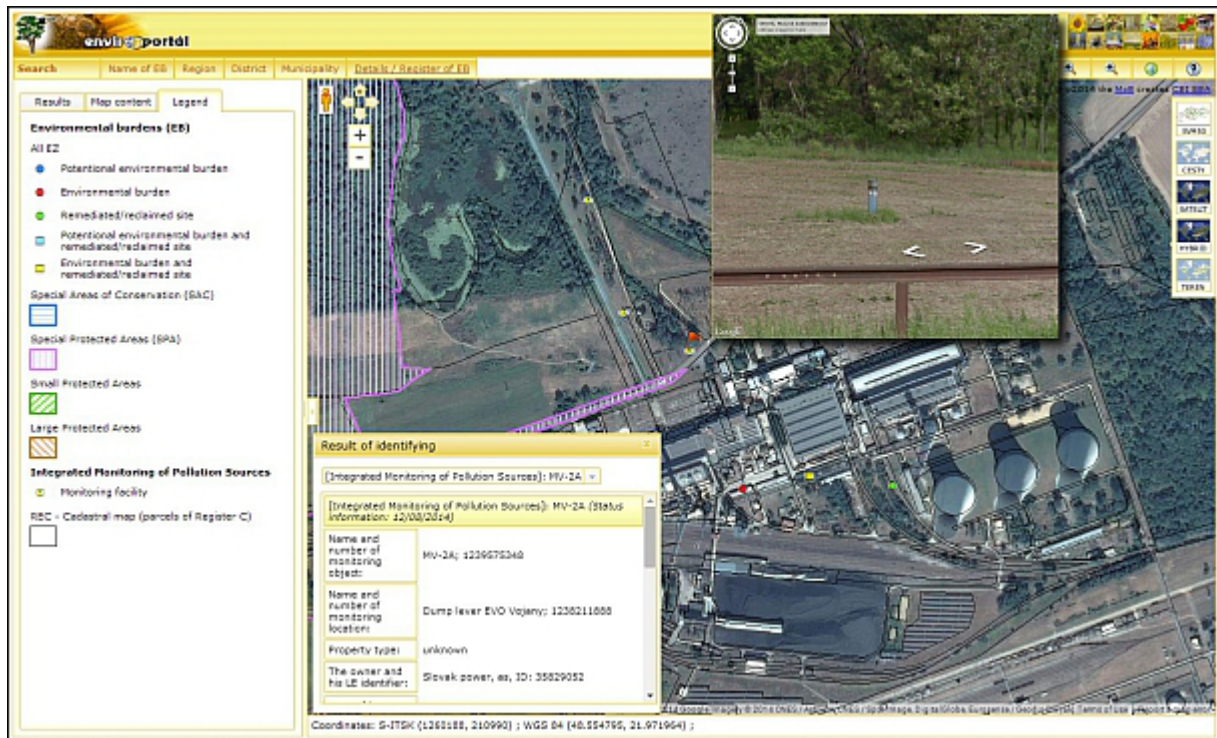 enviroportál
Search
Name of EB
Region
District
Municipality
Details / Register of EB
Results
Map content
Legend
Environmental burdens (EB)
All EZ
Potentional environmental burden
Environmental burden
Remediated/reclaimed site
Potentional environmental burden and
remediated/reclaimed site
Environmental burden and
remediated/reclaimed site
Special Areas of Conservation (SAC)
Special Protected Areas (SPA)
Small Protected Areas
Large Protected Areas
Integrated Monitoring of Pollution Sources
Monitoring facility
REC - Cadastral map (parcels of Register C)
Google
CESTY
HYBRID
TEREN
Result of identifying
[Integrated Monitoring of Pollution Sources]: MV-2A
[Integrated Monitoring of Pollution Sources]: MV-2A (Status
information: 12/08/2014)
Name and
number of
monitoring
object:
MV-2A; 1239575348
Name and
number of
monitoring
location:
Dump lever EVO Vojany; 1238211888
Property type:
unknown
The owner and
his LE identifier:
Slovak power, as, ID: 35829052
Coordinates: S-JTSK (1260188, 210990) ; WGS 84 (48.554795, 21.971964) ;